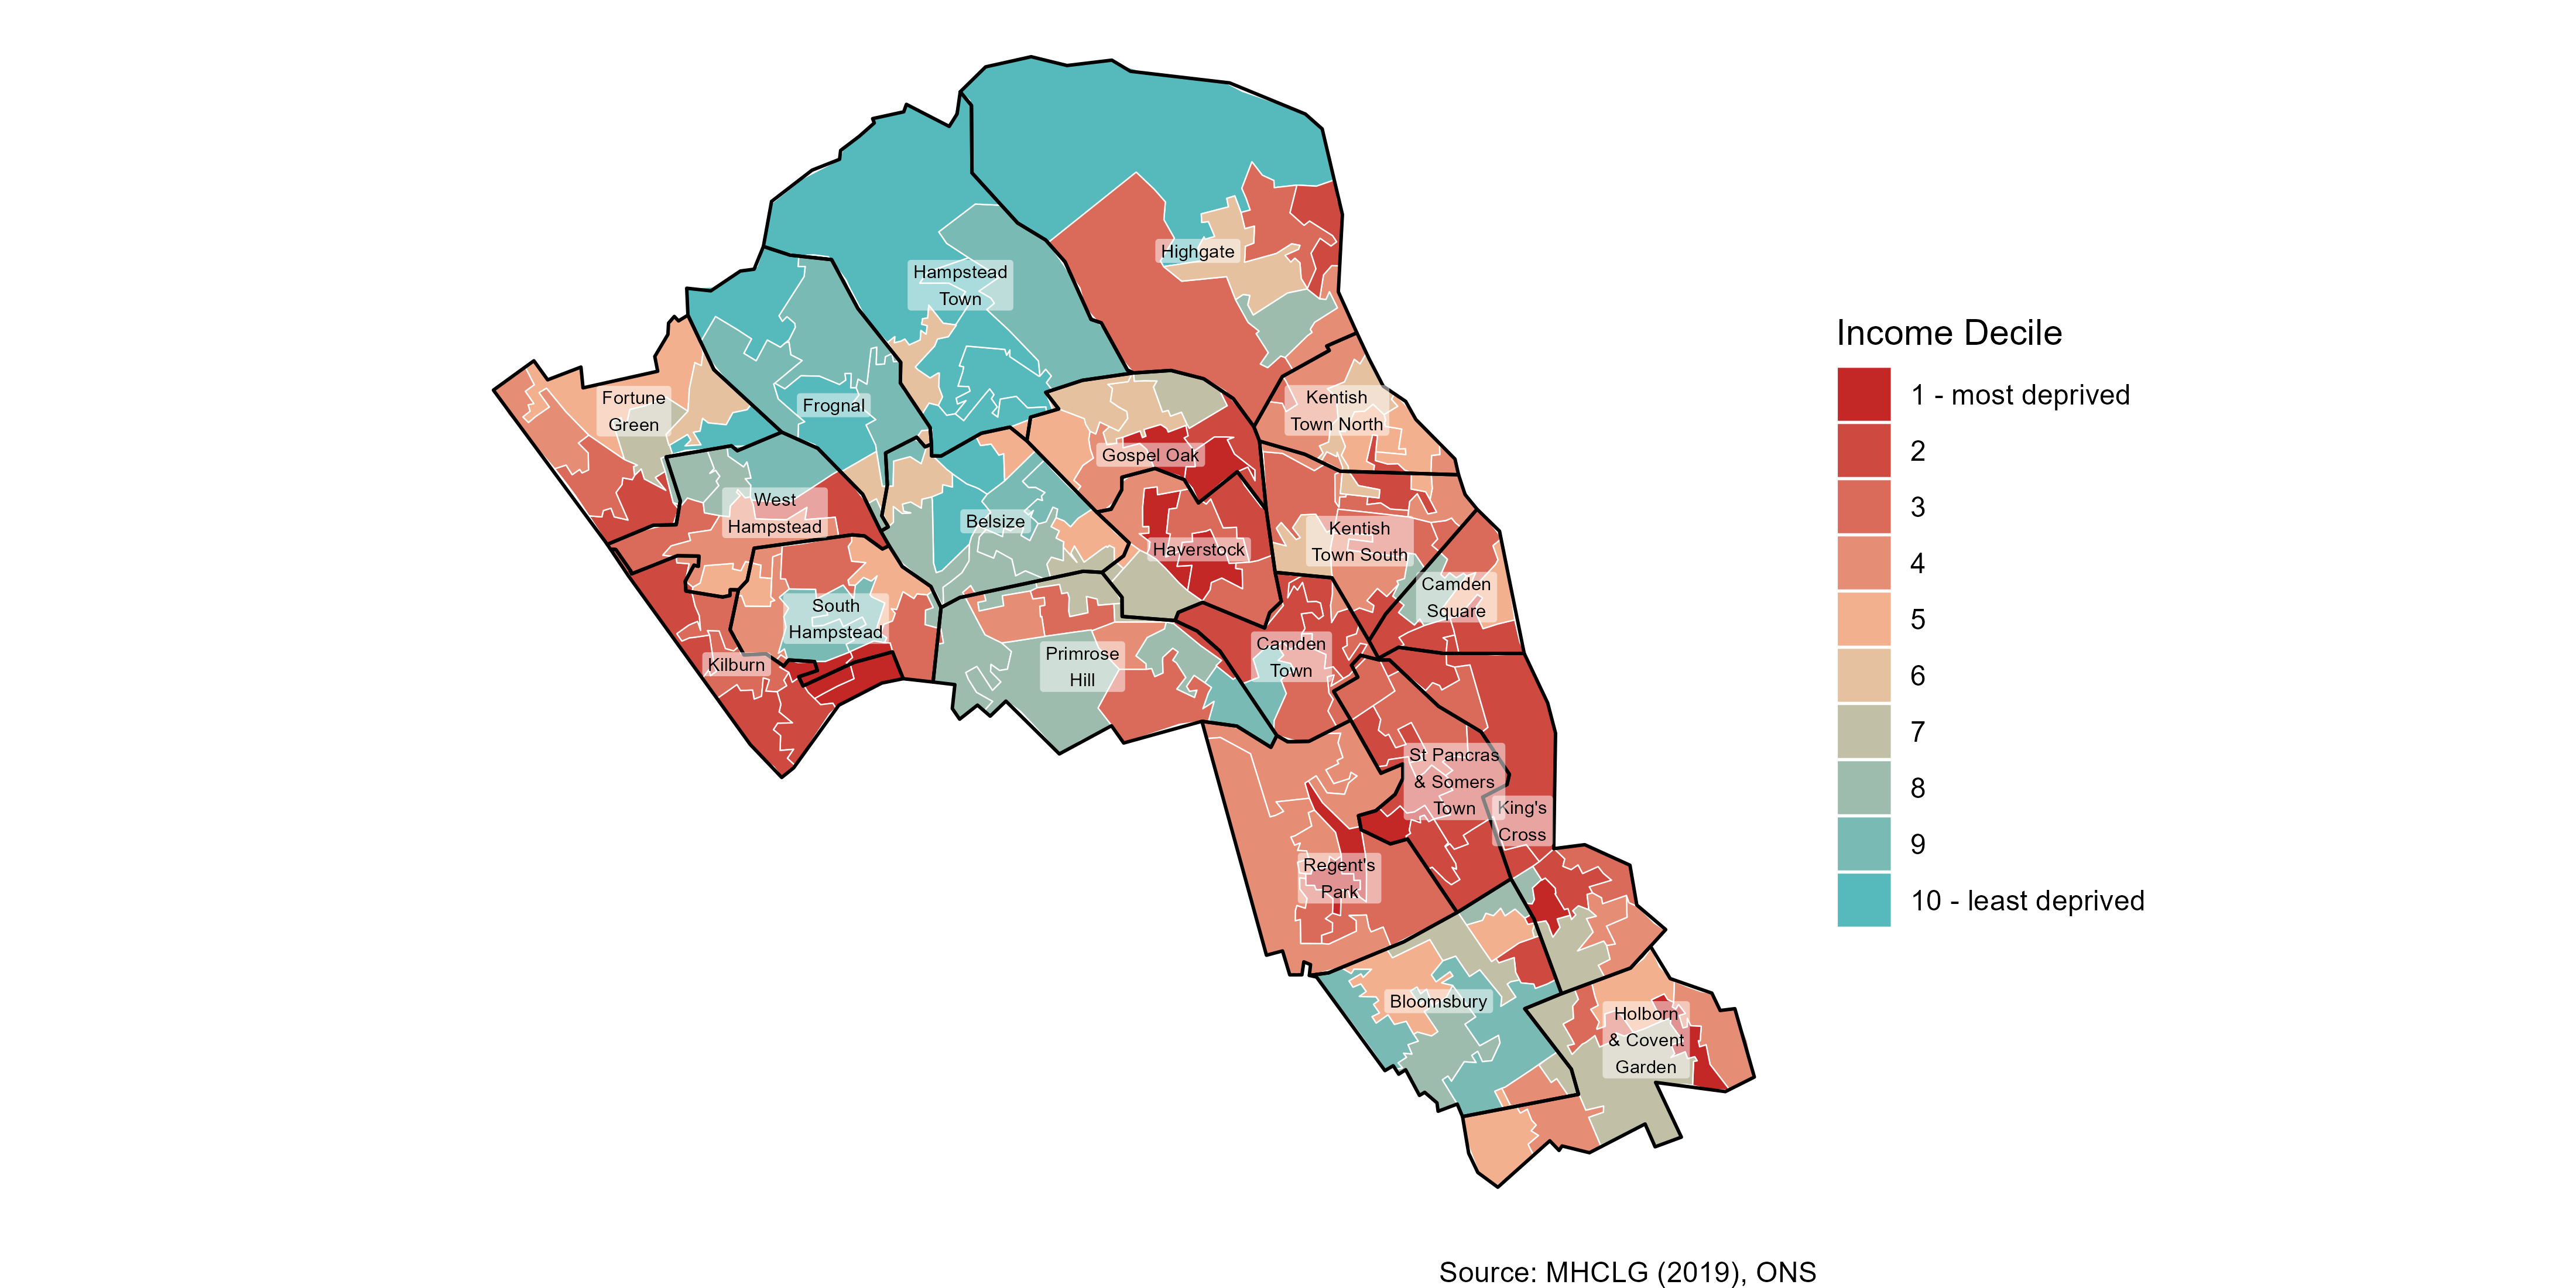 Highgate
Hampstead
Town
Fortune
Green
Frognal
Kentish
Town North
Gospel Oak
West
Hampstead
Belsize
Haverstock
Kentish
Town South
Camden
Square
South
Hampstead
Kilburn
Primrose
Hill
Camden
Town
St Pancras
& Somers
Town
King's
Cross
Regent's
Park
Bloomsbury
Holborn
& Covent
Garden
Income Decile
1 - most deprived
2
3
4
5
6
7
8
9
10 - least deprived
Source: MHCLG (2019), ONS